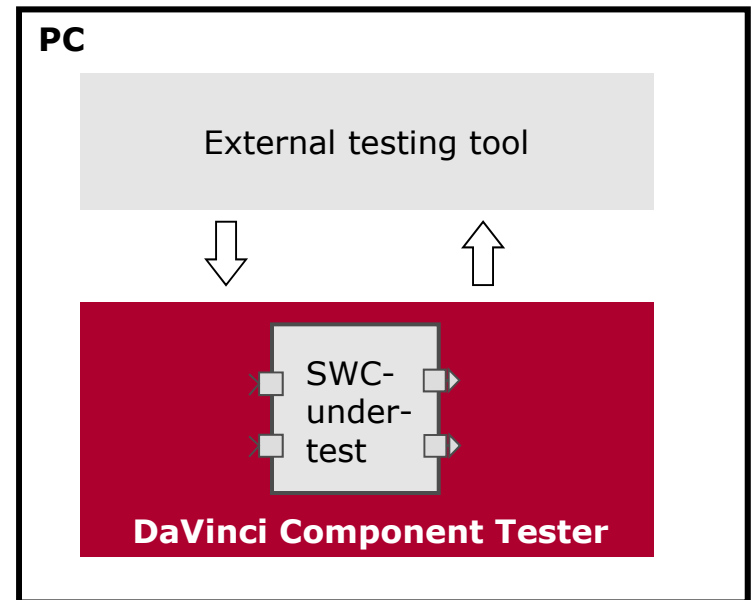 PC
External testing tool
SWC-
under-
test
DaVinci Component Tester